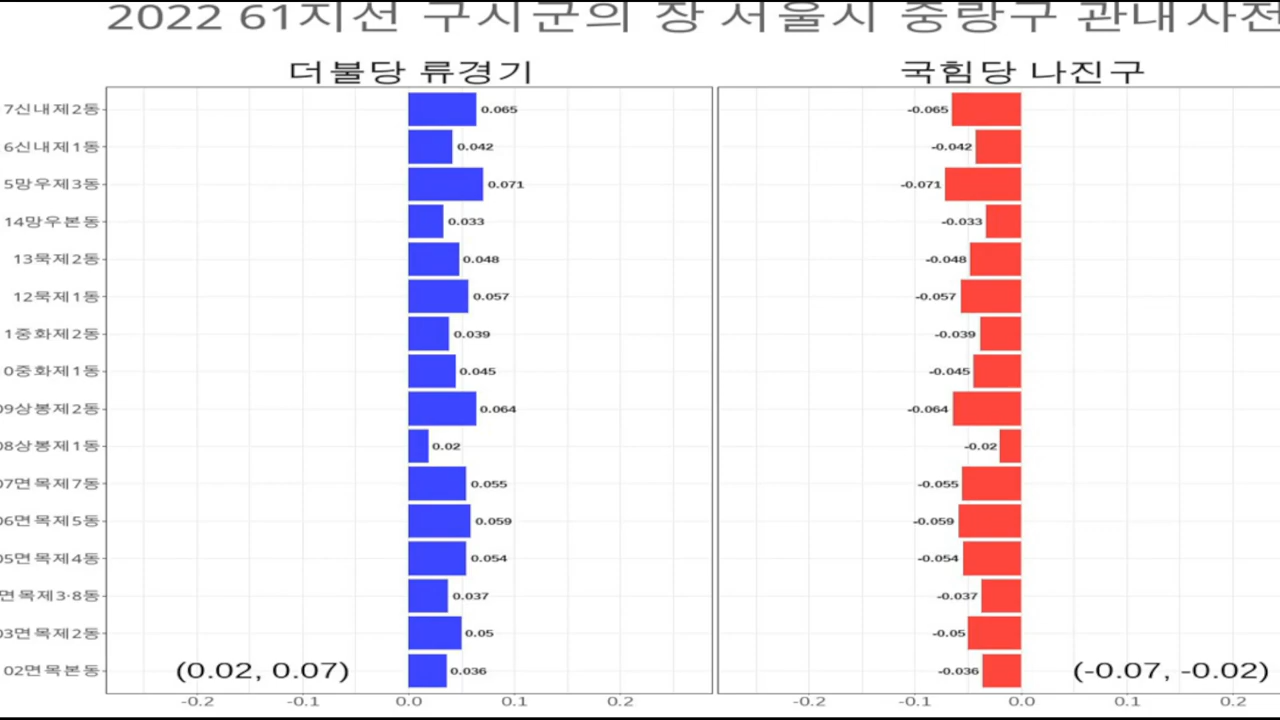 2022 61지선 구시군의 장 서울시 중랑구 관내사전
더불당 류경기
국힘당 나진구
7신내제2동 0.065 -0.065
6신내제1동 0.042 -0.042
5망우제3동 0.071 -0.071
14망우본동 0.033 -0.033
13묵제2동 0.048 -0.048
12묵제1동 0.057 -0.057
1중화제2동 0.039 -0.039
0중화제1동 0.045 -0.045
09상봉제2동 0.064 -0.064
08상봉제1동 0.02 -0.02
07면목제7동 0.055 -0.055
06면목제5동 0.059 -0.059
05면목제4동 0.054 -0.054
면목제3·8동 0.037 -0.037
03면목제2동 0.05 -0.05
02면목본동 (0.02, 0.07) 0.036 -0.036 (-0.07, -0.02)
-0.2 -0.1 0.0 0.1 0.2 -0.2 -0.1 0.0 0.1 0.2